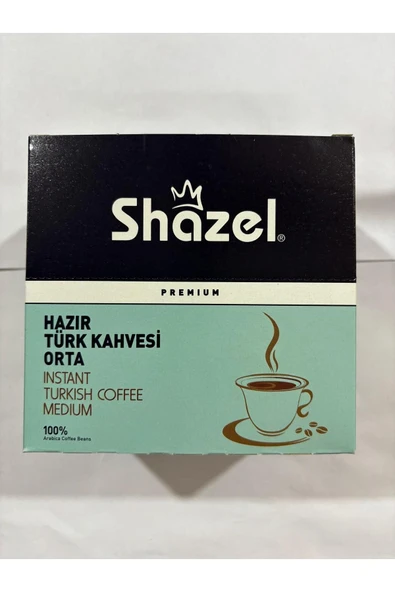 Shazel®
PREMIUM
HAZIR
TÜRK KAHVESİ
ORTA
INSTANT
TURKISH COFFEE
MEDIUM
100%
Arabica Coffee Beans